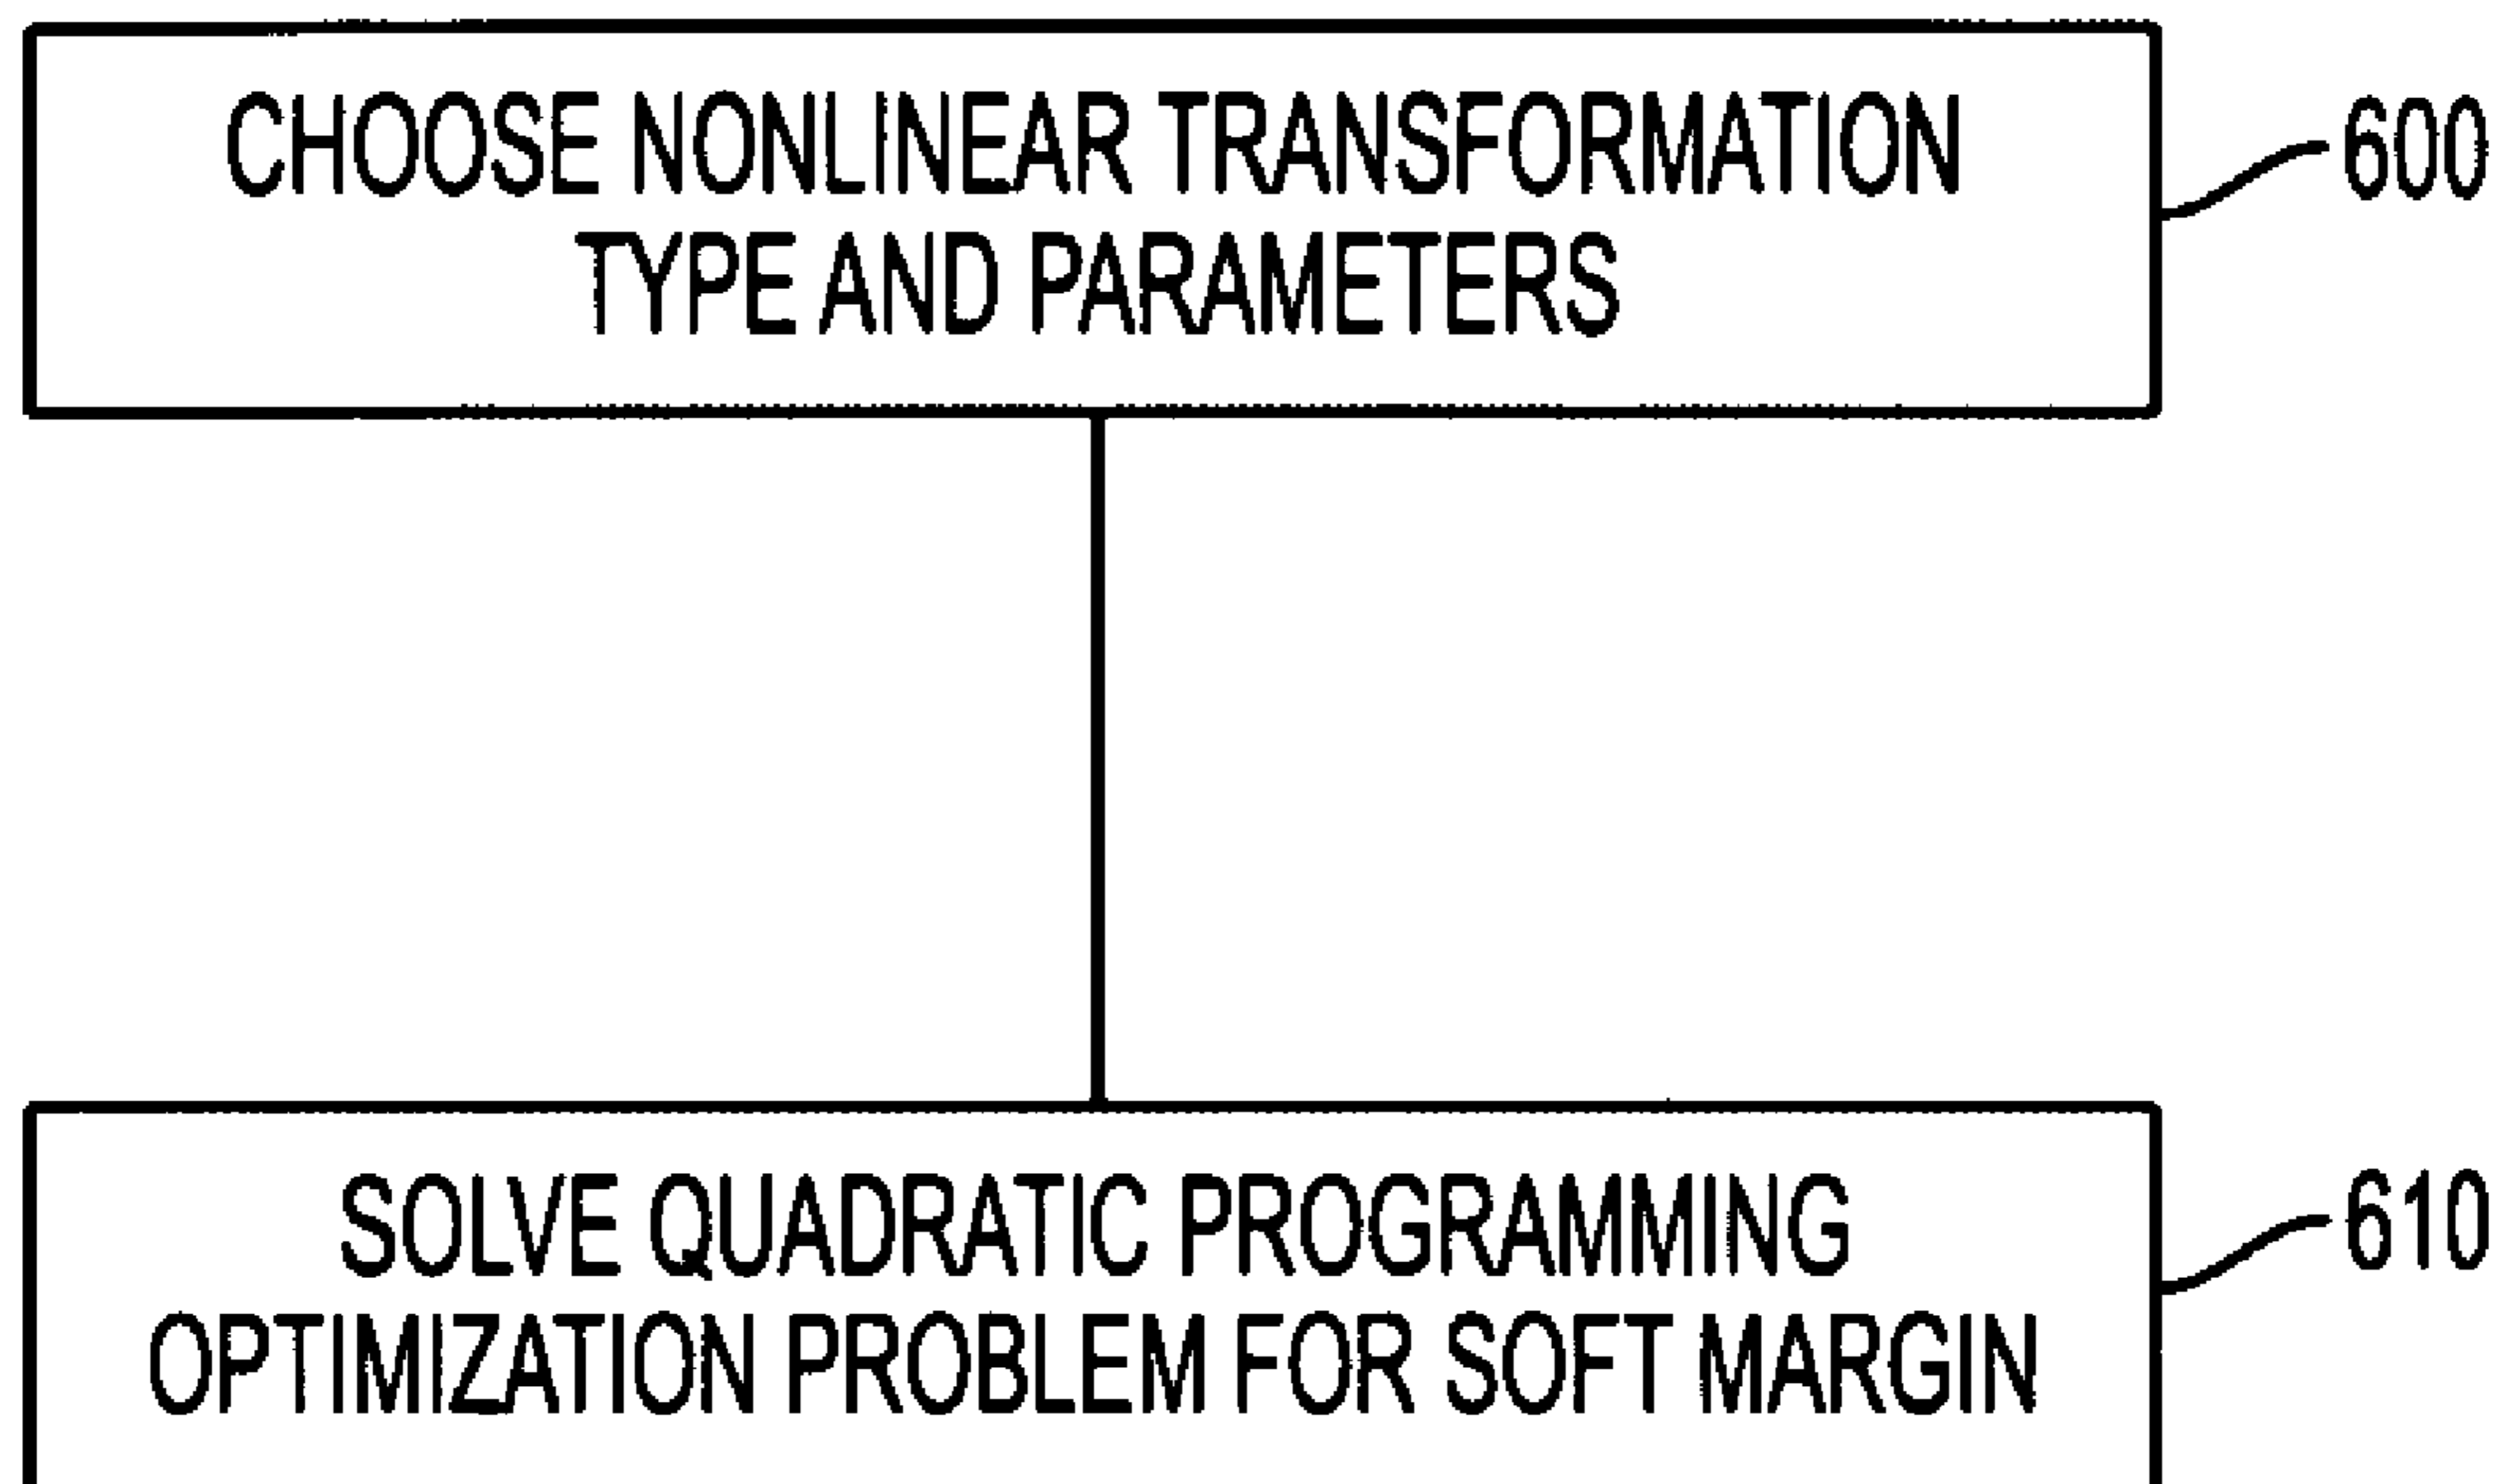 CHOOSE NONLINEAR TRANSFORMATION
TYPE AND PARAMETERS
600
SOLVE QUADRATIC PROGRAMMING
OPTIMIZATION PROBLEM FOR SOFT MARGIN
610